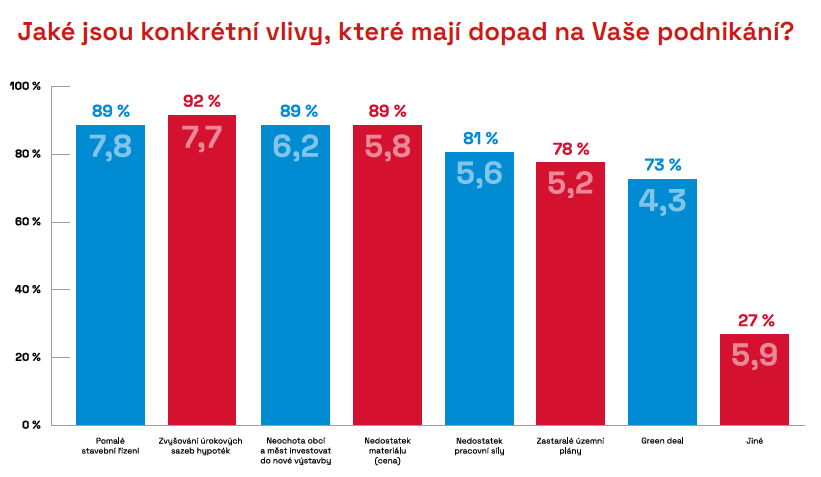 Jaké jsou konkrétní vlivy, které mají dopad na Vaše podnikání?
100 %
80 %
60 %
40 %
20 %
0 %
89 %
92 %
89 %
89 %
81 %
78 %
73 %
27 %
7,8
7,7
6,2
5,8
5,6
5,2
4,3
5,9
Pomalé
stavební řízení
Zvyšování úrokových
sazeb hypoték
Neochota obcí
a měst investovat
do nové výstavby
Nedostatek
materiálu
(cena)
Nedostatek
pracovní síly
Zastaralé územní
plány
Green deal
Jiné